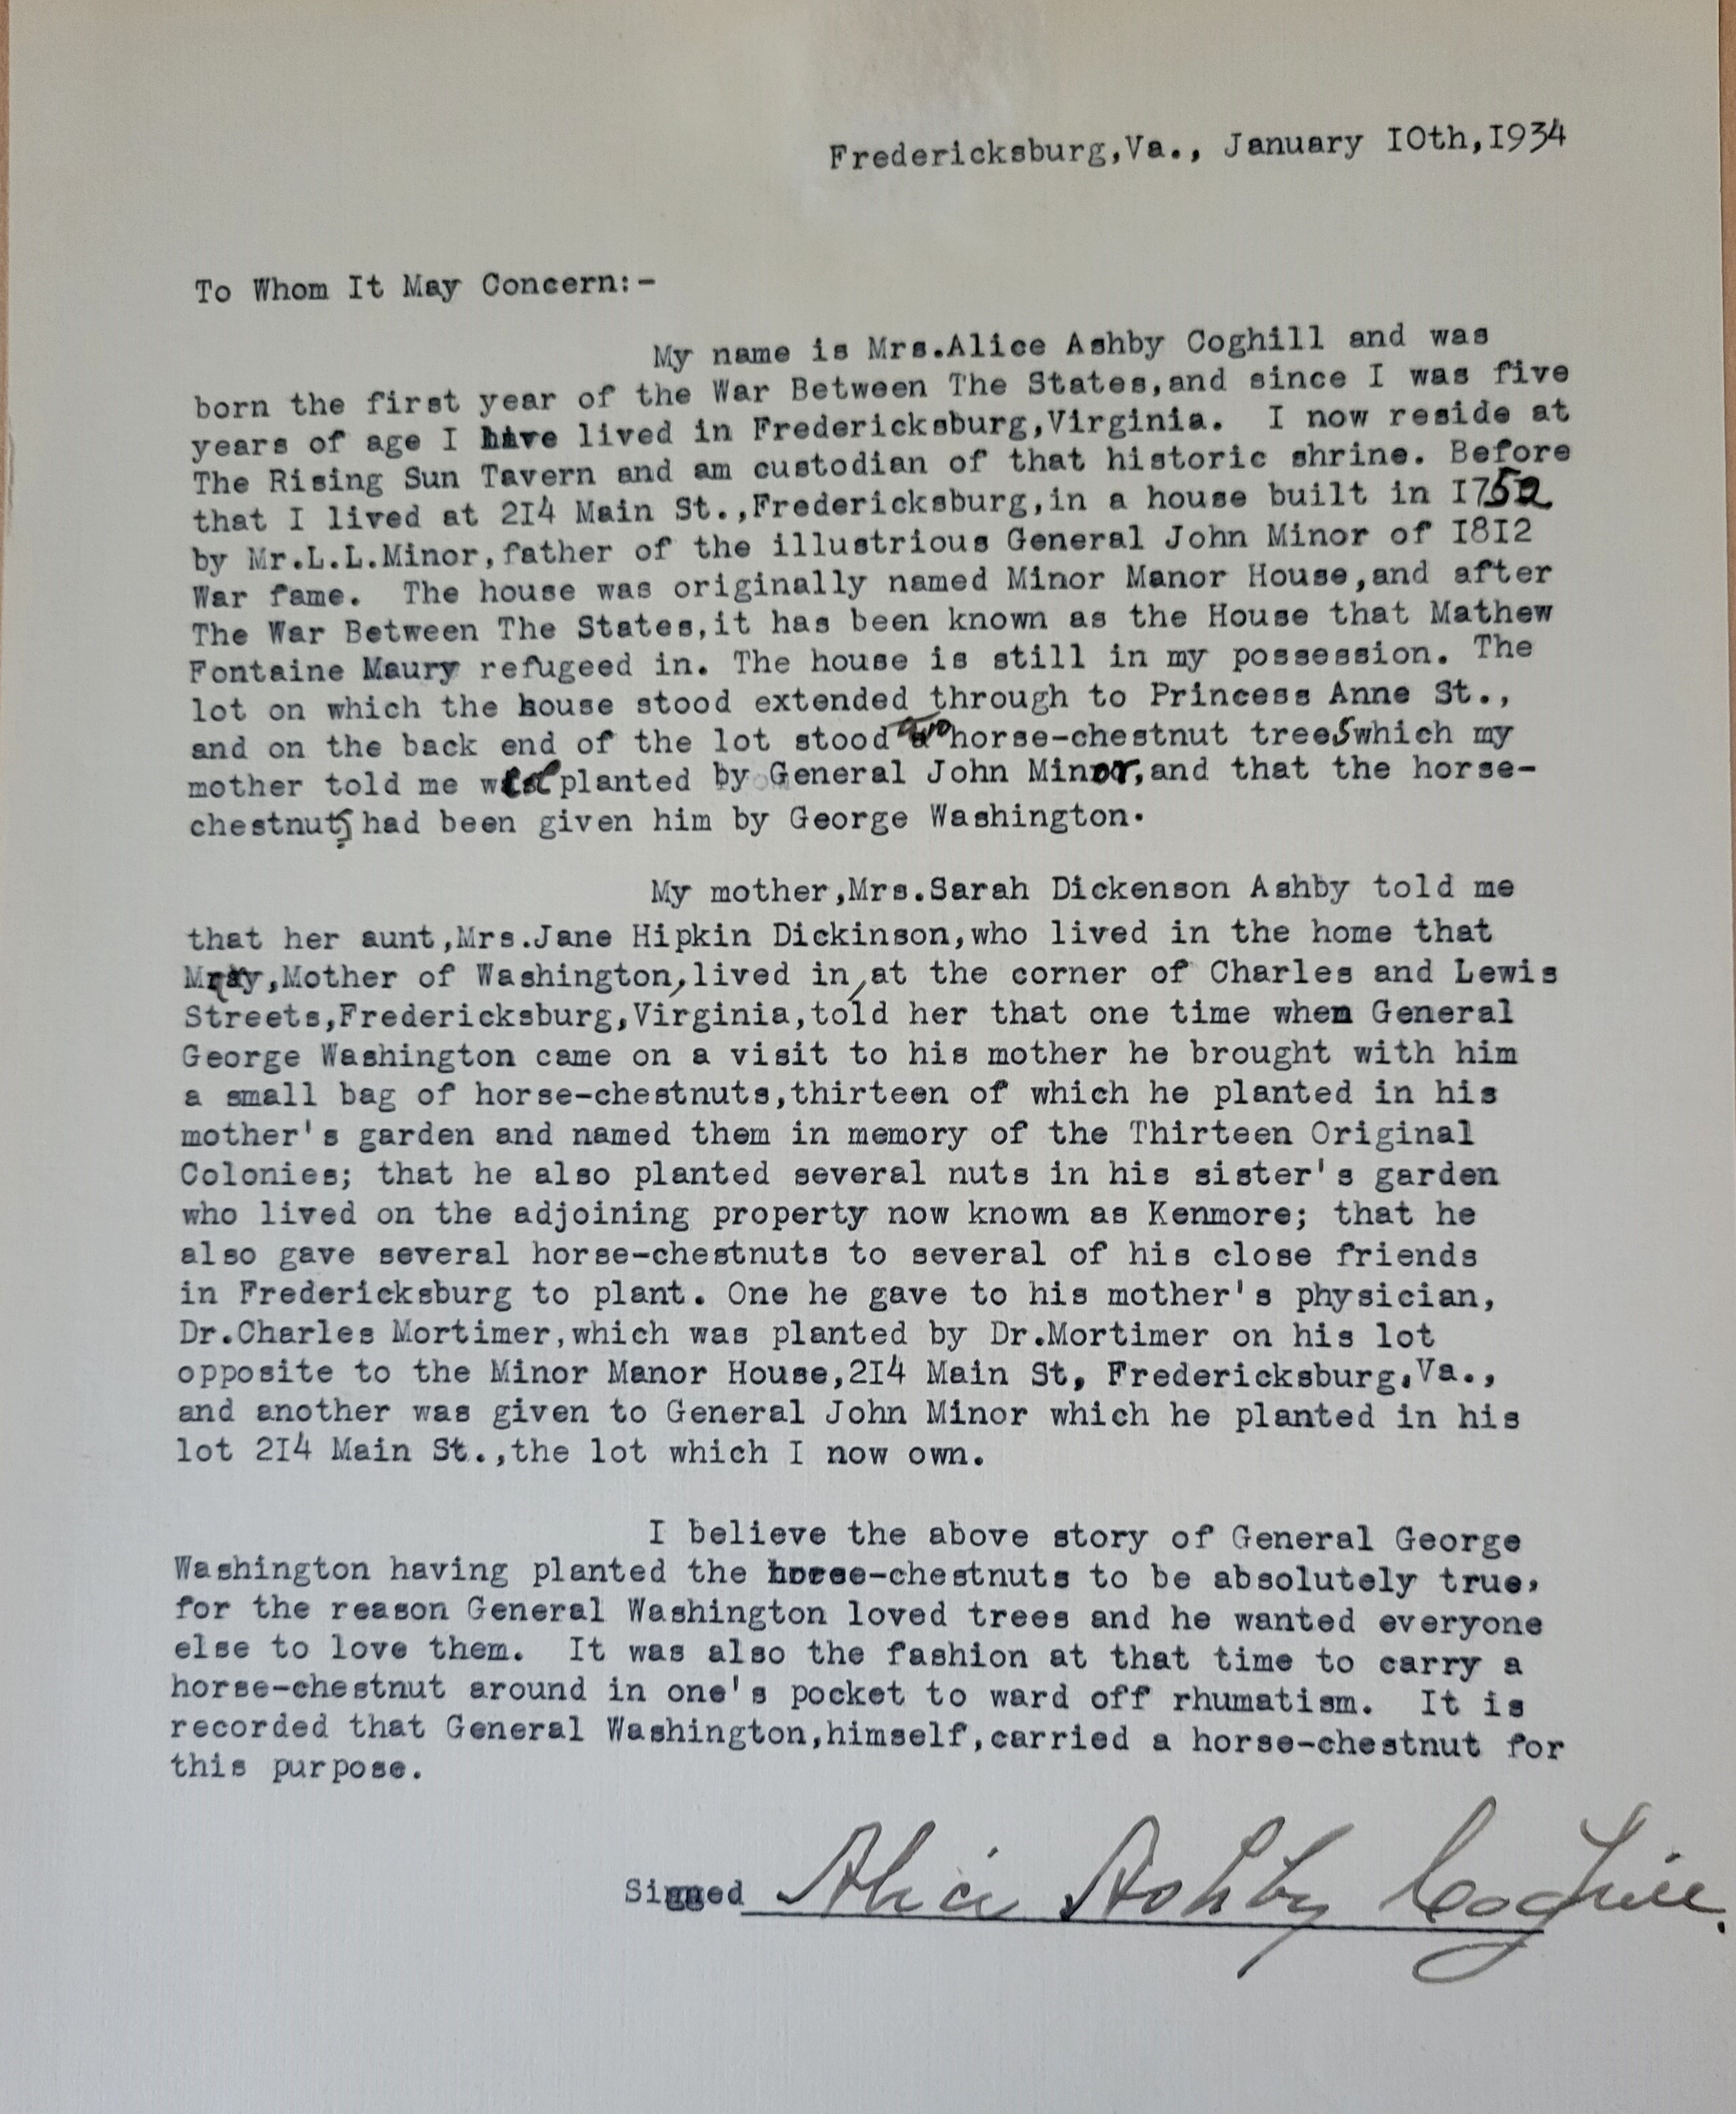 Fredericksburg,Va., January IOth,I934
To Whom It May Concern:-
My name is Mrs.Alice Ashby Coghill and was
born the first year of the War Between The States,and since I was five
years of age I have lived in Fredericksburg,Virginia. I now reside at
The Rising Sun Tavern and am custodian of that historic shrine. Before
that I lived at 2I4 Main St.,Fredericksburg,in a house built in I752
by Mr.L.L.Minor,father of the illustrious General John Minor of I8I2
War fame. The house was originally named Minor Manor House,and after
The War Between The States,it has been known as the House that Mathew
Fontaine Maury refugeed in. The house is still in my possession. The
lot on which the house stood extended through to Princess Anne St.,
and on the back end of the lot stood two horse-chestnut trees which my
mother told me were planted by General John Minor,and that the horse-
chestnuts had been given him by George Washington.
My mother,Mrs.Sarah Dickenson Ashby told me
that her aunt,Mrs.Jane Hipkin Dickinson,who lived in the home that
Mary,Mother of Washington,lived in,at the corner of Charles and Lewis
Streets,Fredericksburg,Virginia,told her that one time when General
George Washington came on a visit to his mother he brought with him
a small bag of horse-chestnuts,thirteen of which he planted in his
mother's garden and named them in memory of the Thirteen Original
Colonies; that he also planted several nuts in his sister's garden
who lived on the adjoining property now known as Kenmore; that he
also gave several horse-chestnuts to several of his close friends
in Fredericksburg to plant. One he gave to his mother's physician,
Dr.Charles Mortimer,which was planted by Dr.Mortimer on his lot
opposite to the Minor Manor House,2I4 Main St, Fredericksburg,Va.,
and another was given to General John Minor which he planted in his
lot 2I4 Main St.,the lot which I now own.
I believe the above story of General George
Washington having planted the horse-chestnuts to be absolutely true,
for the reason General Washington loved trees and he wanted everyone
else to love them. It was also the fashion at that time to carry a
horse-chestnut around in one's pocket to ward off rhumatism. It is
recorded that General Washington,himself,carried a horse-chestnut for
this purpose.
Signed Alice Ashby Coghill.